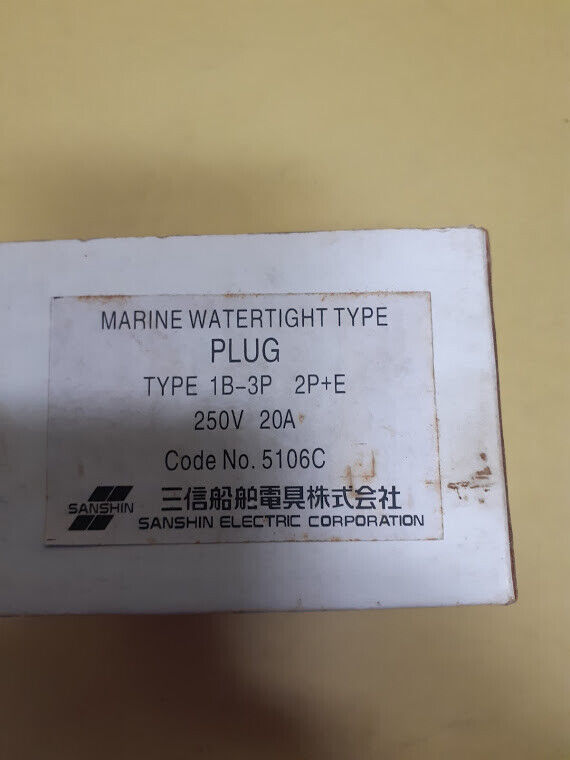 MARINE WATERTIGHT TYPE
PLUG
TYPE 1B-3P 2P+E
250V 20A
Code No. 5106C
SANSHIN 三信船舶電具株式会社
SANSHIN ELECTRIC CORPORATION